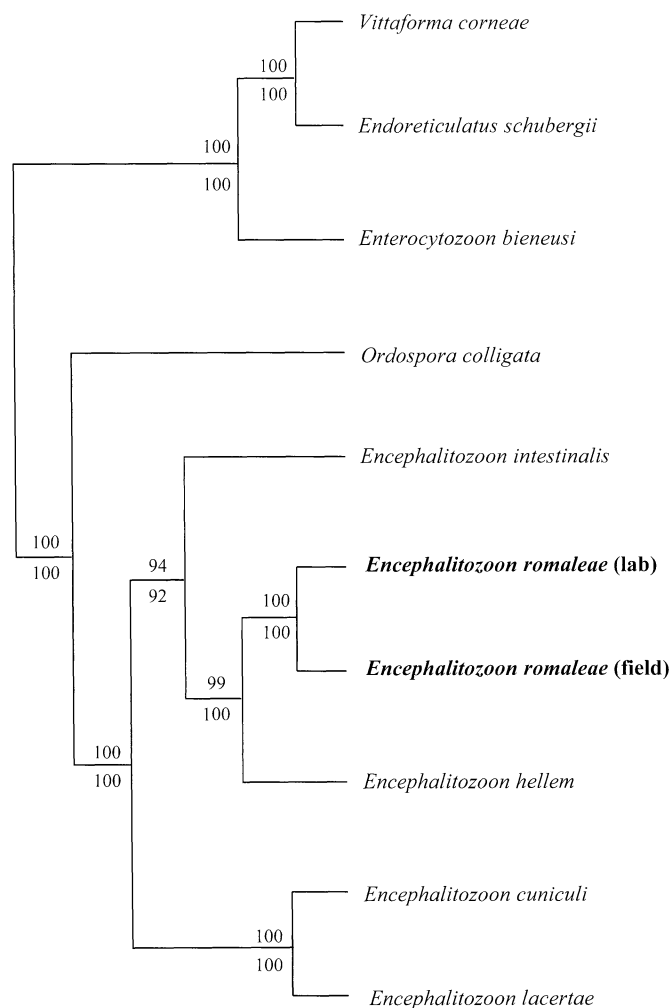 Vittaforma corneae
100
100
Endoreticulatus schubergii
100
100
Enterocytozoon bieneusi
Ordospora colligata
Encephalitozoon intestinalis
100
100
94
92
Encephalitozoon romaleae (lab)
100
100
Encephalitozoon romaleae (field)
99
100
100
100
Encephalitozoon hellem
Encephalitozoon cuniculi
100
100
Encephalitozoon lacertae